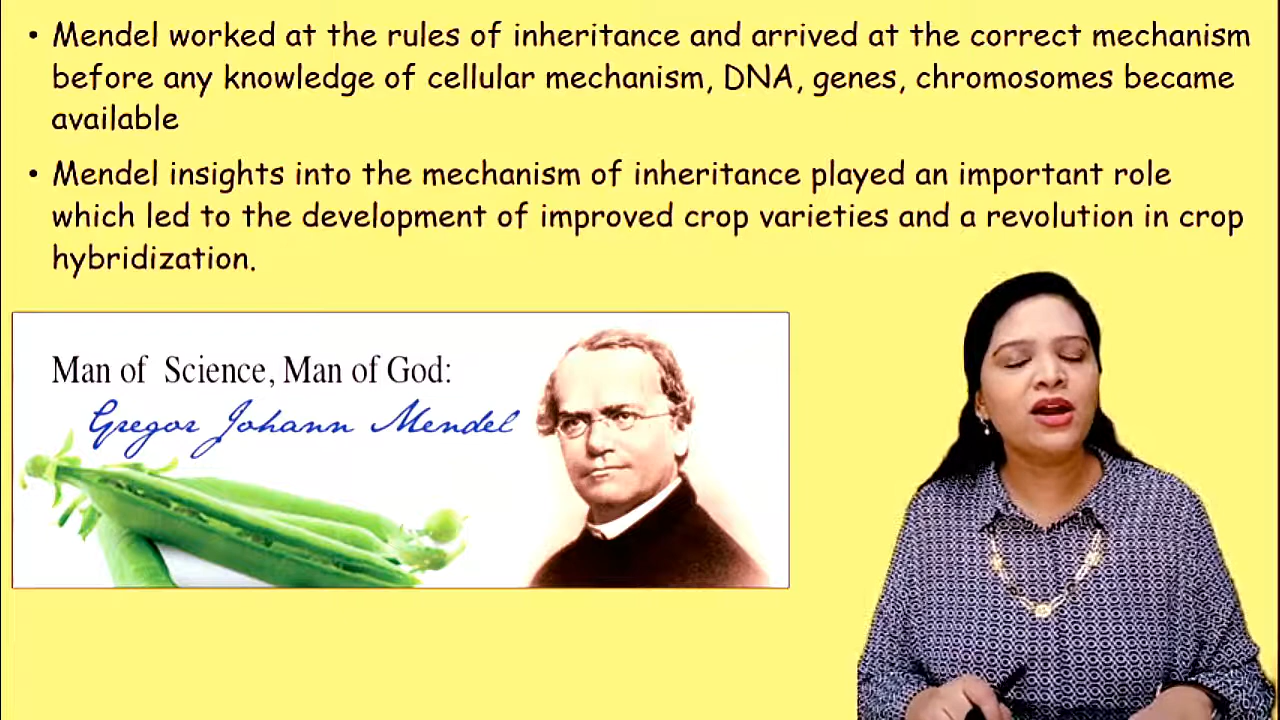 • Mendel worked at the rules of inheritance and arrived at the correct mechanism
before any knowledge of cellular mechanism, DNA, genes, chromosomes became
available
• Mendel insights into the mechanism of inheritance played an important role
which led to the development of improved crop varieties and a revolution in crop
hybridization.
Man of Science, Man of God:
Gregor Johann Mendel